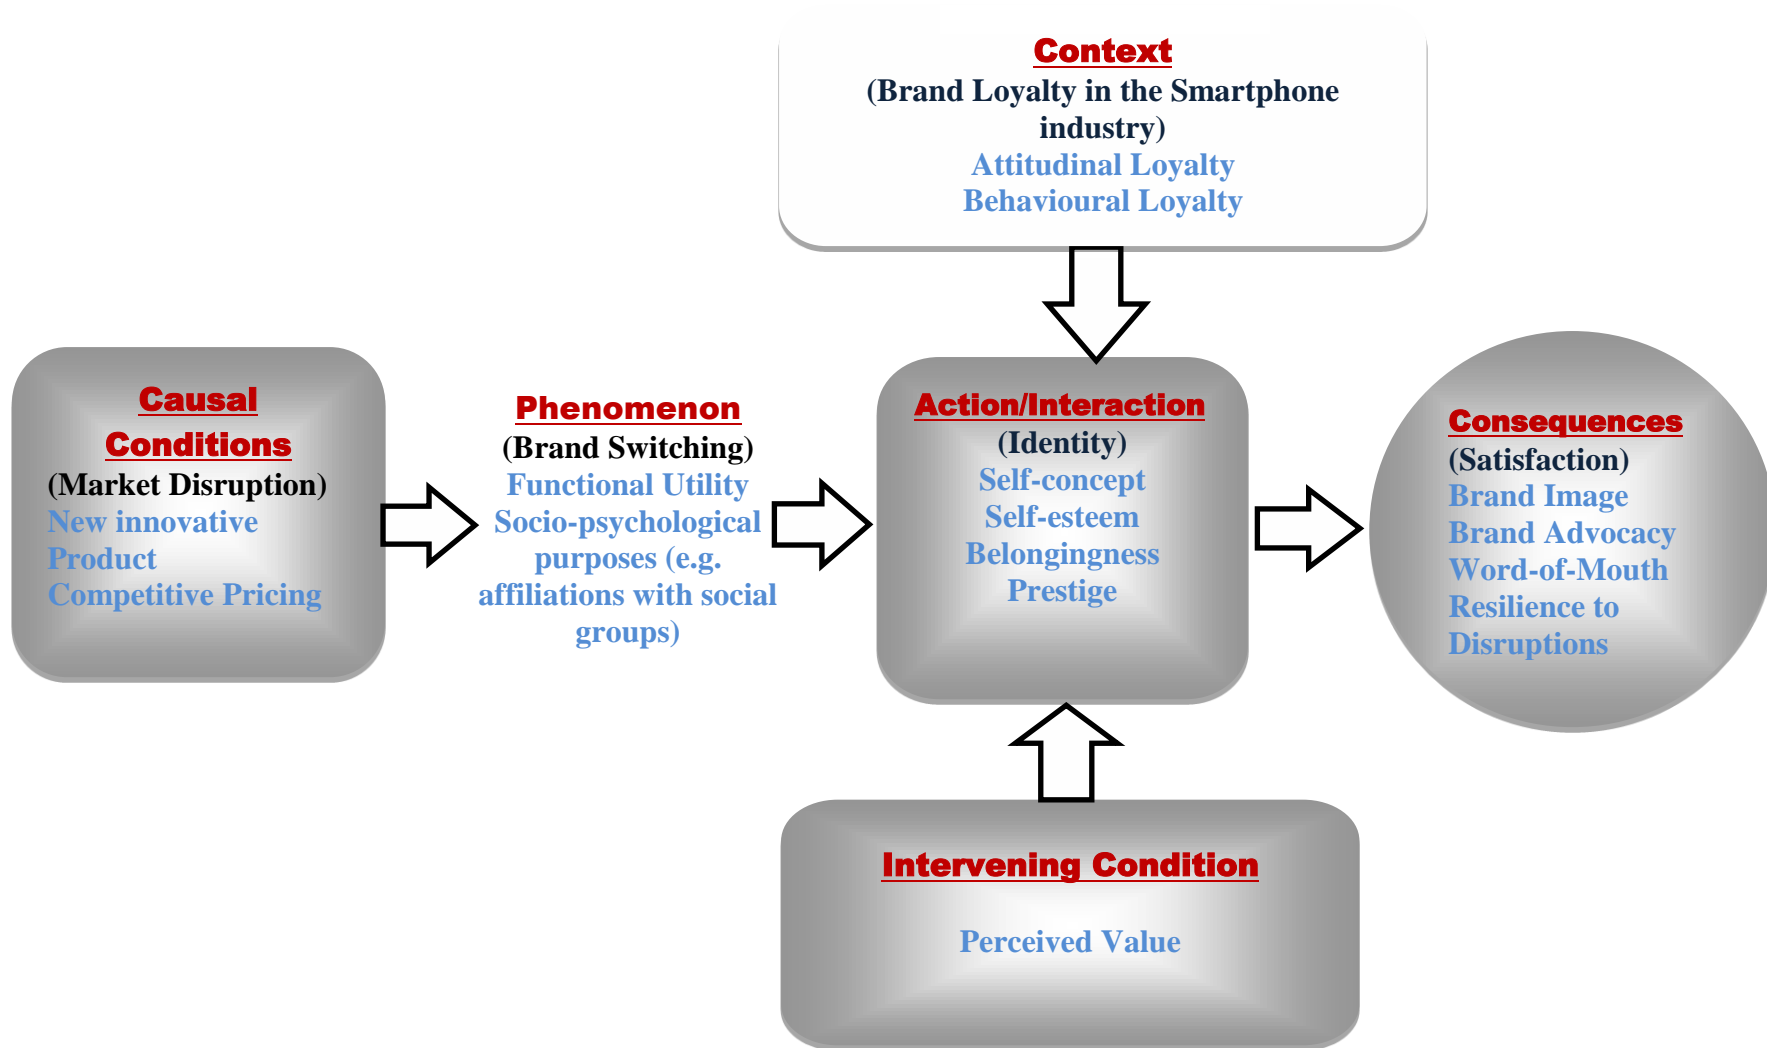 Context
(Brand Loyalty in the Smartphone
industry)
Attitudinal Loyalty
Behavioural Loyalty
Causal
Conditions
(Market Disruption)
New innovative
Product
Competitive Pricing
Phenomenon
(Brand Switching)
Functional Utility
Socio-psychological
purposes (e.g.
affiliations with social
groups)
Action/Interaction
(Identity)
Self-concept
Self-esteem
Belongingness
Prestige
Consequences
(Satisfaction)
Brand Image
Brand Advocacy
Word-of-Mouth
Resilience to
Disruptions
Intervening Condition
Perceived Value